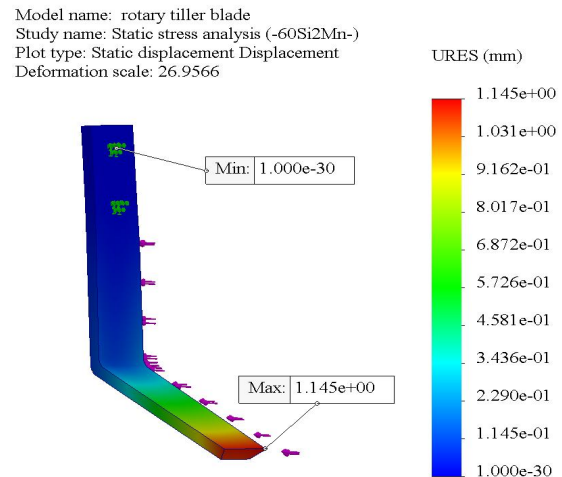 Model name: rotary tiller blade
Study name: Static stress analysis (-60Si2Mn-)
Plot type: Static displacement Displacement
Deformation scale: 26.9566
URES (mm)
1.145e+00
1.031e+00
9.162e-01
8.017e-01
6.872e-01
5.726e-01
4.581e-01
3.436e-01
2.290e-01
1.145e-01
1.000e-30
Min: 1.000e-30
Max: 1.145e+00